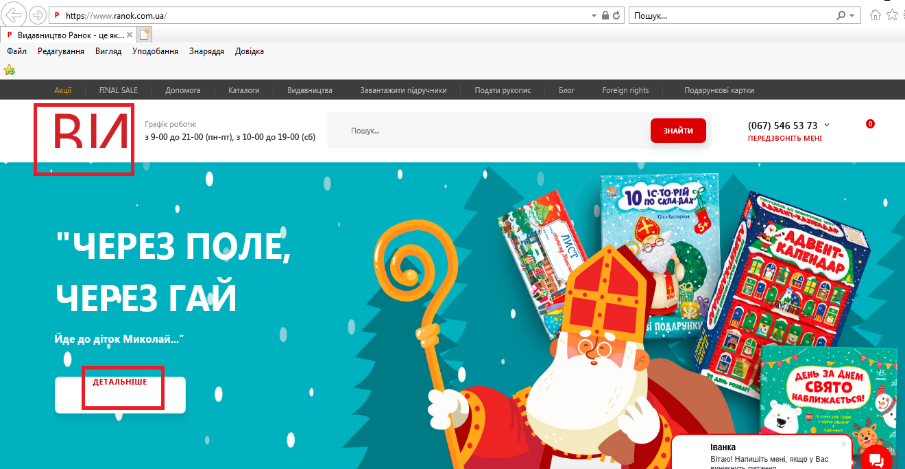 https://www.ranok.com.ua/
Пошук...
Видавництво Ранок - це як...
Файл Редагування Вигляд Уподобання Знаряддя Довідка
Акції FINAL SALE Допомога Каталоги Видавництва Завантажити підручники Подати рукопис Блог Foreign rights Подарункові картки
Графік роботи:
з 9-00 до 21-00 (пн-пт), з 10-00 до 19-00 (сб)
Пошук...
ЗНАЙТИ
(067) 546 53 73
ПЕРЕДЗВОНІТЬ МЕНІ
0
"ЧЕРЕЗ ПОЛЕ,
ЧЕРЕЗ ГАЙ
Йде до діток Миколай..."
ДЕТАЛЬНІШЕ
ЛИСТ
10 ІС·ТО·РІЙ
ПО СКЛА·ДАХ
5+
ПОДАРУНКИ
АДВЕНТ-
КАЛЕНДАР
ДЕНЬ ЗА ДНЕМ
СВЯТО
НАБЛИЖАЄТЬСЯ!
Іванка
Вітаю! Напишіть мені, якщо у Вас